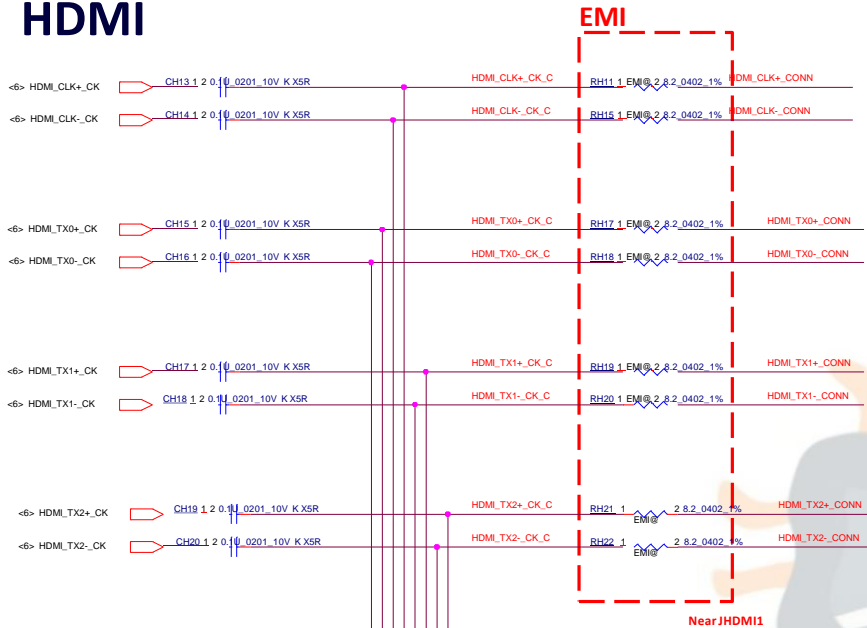 HDMI
EMI
<6> HDMI_CLK+_CK CH13 1 2 0.1U_0201_10V K X5R HDMI_CLK+_CK_C RH11 1 EMI@ 2 8.2_0402_1% HDMI_CLK+_CONN
<6> HDMI_CLK-_CK CH14 1 2 0.1U_0201_10V K X5R HDMI_CLK-_CK_C RH15 1 EMI@ 2 8.2_0402_1% HDMI_CLK-_CONN
<6> HDMI_TX0+_CK CH15 1 2 0.1U_0201_10V K X5R HDMI_TX0+_CK_C RH17 1 EMI@ 2 8.2_0402_1% HDMI_TX0+_CONN
<6> HDMI_TX0-_CK CH16 1 2 0.1U_0201_10V K X5R HDMI_TX0-_CK_C RH18 1 EMI@ 2 8.2_0402_1% HDMI_TX0-_CONN
<6> HDMI_TX1+_CK CH17 1 2 0.1U_0201_10V K X5R HDMI_TX1+_CK_C RH19 1 EMI@ 2 8.2_0402_1% HDMI_TX1+_CONN
<6> HDMI_TX1-_CK CH18 1 2 0.1U_0201_10V K X5R HDMI_TX1-_CK_C RH20 1 EMI@ 2 8.2_0402_1% HDMI_TX1-_CONN
<6> HDMI_TX2+_CK CH19 1 2 0.1U_0201_10V K X5R HDMI_TX2+_CK_C RH21 1 2 8.2_0402_1% HDMI_TX2+_CONN
EMI@
<6> HDMI_TX2-_CK CH20 1 2 0.1U_0201_10V K X5R HDMI_TX2-_CK_C RH22 1 2 8.2_0402_1% HDMI_TX2-_CONN
EMI@
Near JHDMI1